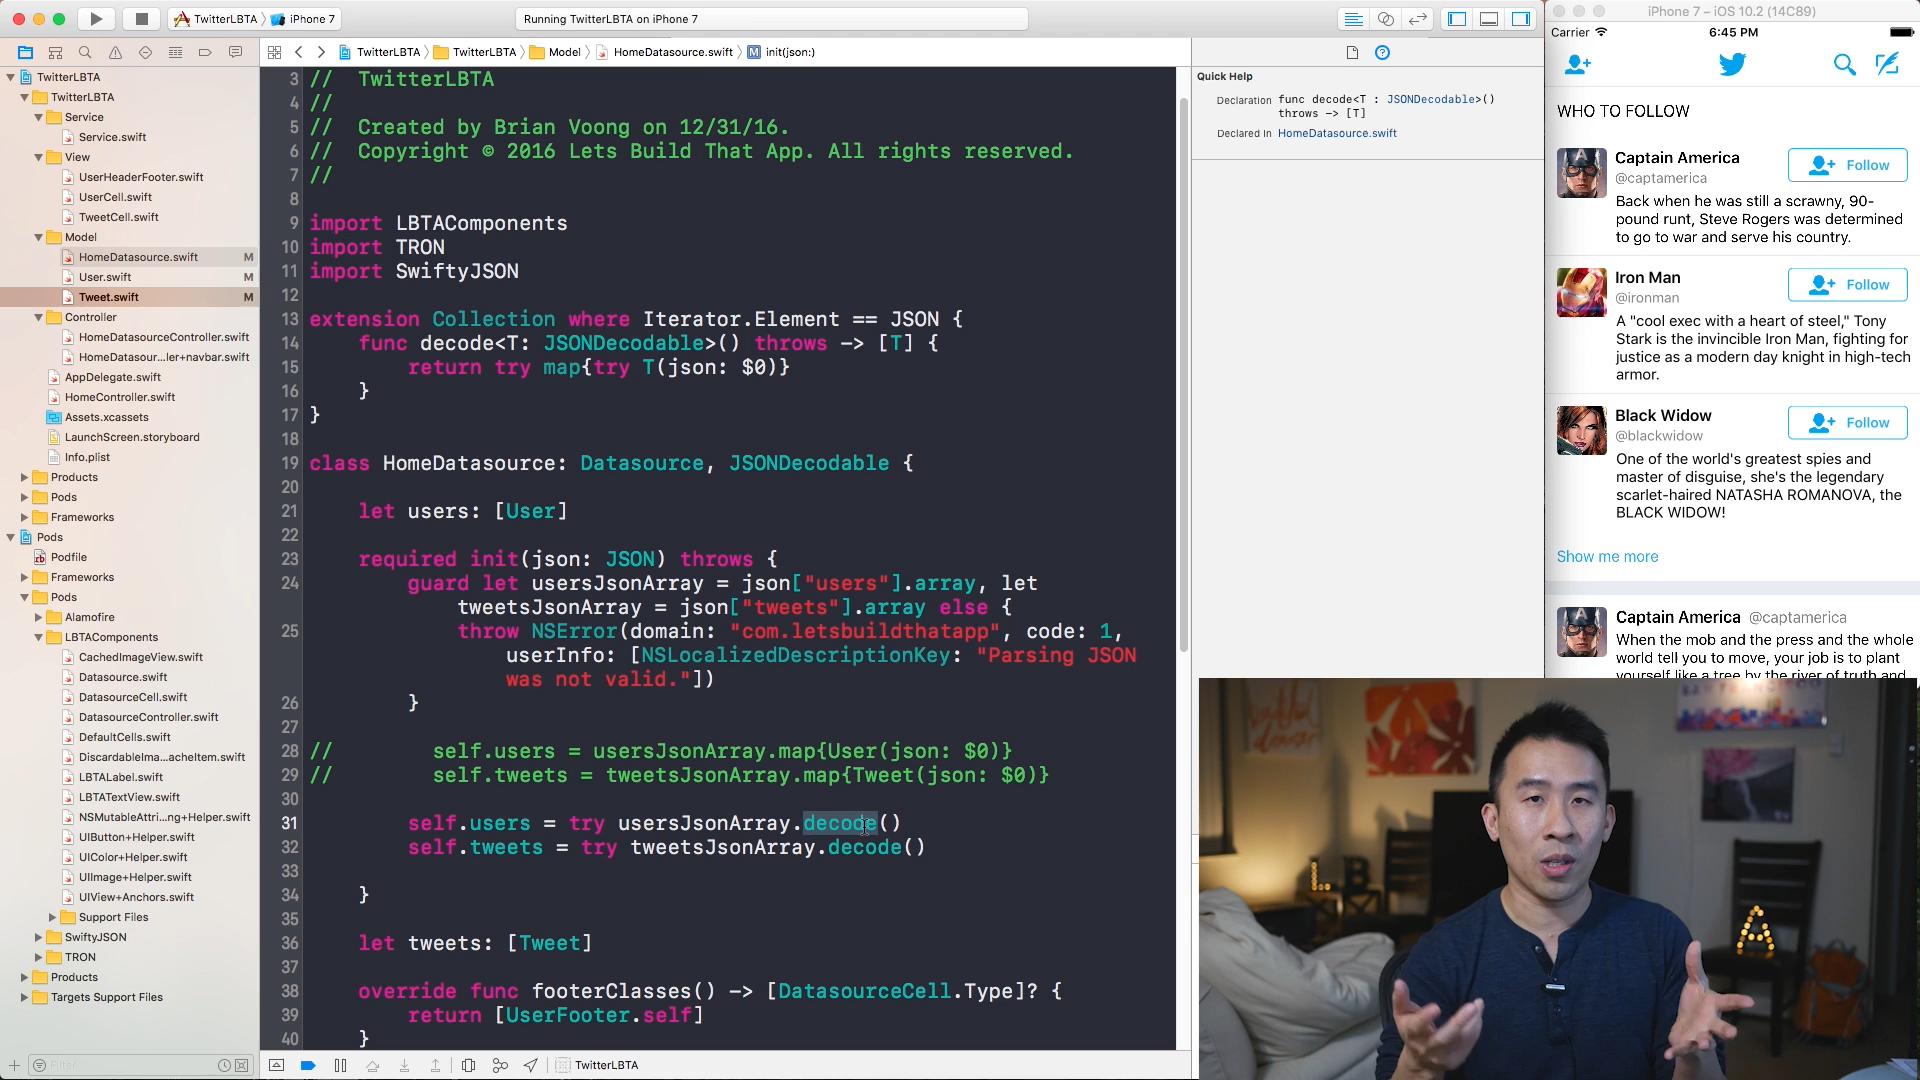 TwitterLBTA
iPhone 7
Running TwitterLBTA on iPhone 7
iPhone 7 – iOS 10.2 (14C89)
TwitterLBTA
TwitterLBTA
Service
Service.swift
View
UserHeaderFooter.swift
UserCell.swift
TweetCell.swift
Model
HomeDatasource.swift M
User.swift M
Tweet.swift M
Controller
HomeDatasourceController.swift
HomeDatasour...ler+navbar.swift
AppDelegate.swift
HomeController.swift
Assets.xcassets
LaunchScreen.storyboard
Info.plist
Products
Pods
Frameworks
Pods
Podfile
Frameworks
Pods
Alamofire
LBTAComponents
CachedImageView.swift
Datasource.swift
DatasourceCell.swift
DatasourceController.swift
DefaultCells.swift
DiscardableIma...acheItem.swift
LBTALabel.swift
LBTATextView.swift
NSMutableAttri...ng+Helper.swift
UIButton+Helper.swift
UIColor+Helper.swift
UIImage+Helper.swift
UIView+Anchors.swift
Support Files
SwiftyJSON
TRON
Products
Targets Support Files
Filter
TwitterLBTA
TwitterLBTA
Model
HomeDatasource.swift
M init(json:)
3 //  TwitterLBTA
4 //
5 //  Created by Brian Voong on 12/31/16.
6 //  Copyright © 2016 Lets Build That App. All rights reserved.
7 //
8
9 import LBTAComponents
10 import TRON
11 import SwiftyJSON
12
13 extension Collection where Iterator.Element == JSON {
14     func decode<T: JSONDecodable>() throws -> [T] {
15         return try map{try T(json: $0)}
16     }
17 }
18
19 class HomeDatasource: Datasource, JSONDecodable {
20
21     let users: [User]
22
23     required init(json: JSON) throws {
24         guard let usersJsonArray = json["users"].array, let
tweetsJsonArray = json["tweets"].array else {
25             throw NSError(domain: "com.letsbuildthatapp", code: 1,
userInfo: [NSLocalizedDescriptionKey: "Parsing JSON
was not valid."])
26         }
27
28 //        self.users = usersJsonArray.map{User(json: $0)}
29 //        self.tweets = tweetsJsonArray.map{Tweet(json: $0)}
30
31         self.users = try usersJsonArray.decode()
32         self.tweets = try tweetsJsonArray.decode()
33
34     }
35
36     let tweets: [Tweet]
37
38     override func footerClasses() -> [DatasourceCell.Type]? {
39         return [UserFooter.self]
40     }
TwitterLBTA
Quick Help
Declaration func decode<T : JSONDecodable>()
throws -> [T]
Declared In HomeDatasource.swift
Carrier 6:45 PM
WHO TO FOLLOW
Captain America
@captamerica
Follow
Back when he was still a scrawny, 90-
pound runt, Steve Rogers was determined
to go to war and serve his country.
Iron Man
@ironman
Follow
A "cool exec with a heart of steel," Tony
Stark is the invincible Iron Man, fighting for
justice as a modern day knight in high-tech
armor.
Black Widow
@blackwidow
Follow
One of the world's greatest spies and
master of disguise, she's the legendary
scarlet-haired NATASHA ROMANOVA, the
BLACK WIDOW!
Show me more
Captain America @captamerica
When the mob and the press and the whole
world tell you to move, your job is to plant
yourself like a tree by the river of truth and
L B
A